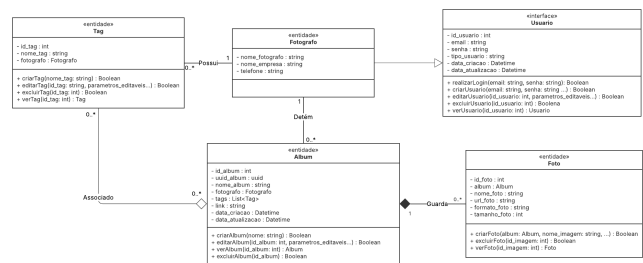 «entidade»
Tag
- id_tag : int
- nome_tag : string
- fotografo : Fotografo
+ criarTag(nome_tag: string) : Boolean
+ editarTag(id_tag: string, parametros_editaveis...) : Boolean
+ excluirTag(id_tag: int) : Boolean
+ verTag(id_tag: int) : Tag
0..*
Possui
1
«entidade»
Fotografo
- nome_fotografo : string
- nome_empresa : string
- telefone : string
«interface»
Usuario
- id_usuario : int
- email : string
- senha : string
- tipo_usuario : string
- data_criacao : Datetime
- data_atualizacao : Datetime
+ realizarLogin(email: string, senha: string): Boolean
+ criarUsuario(email: string, senha: string ...) : Boolean
+ editarUsuario(id_usuario: int, parametros_editaveis...) : Boolean
+ excluirUsuario(id_usuario: int) : Bolena
+ verUsuario(id_usuario: int) : Usuario
1
Detém
0..*
0..*
Associado
0..*
«entidade»
Album
- id_album : int
- uuid_album : uuid
- nome_album : string
- fotografo : Fotografo
- tags : List<Tag>
- link : string
- data_criacao : Datetime
- data_atualizacao : Datetime
+ criarAlbum(nome: string) : Boolean
+ editarAlbum(id_album: int, parametros_editaveis...) : Boolean
+ verAlbum(id_album: int) : Album
+ excluirAlbum(id_album) : Boolean
1
Guarda
0..*
«entidade»
Foto
- id_foto : int
- album : Album
- nome_foto : string
- url_foto : string
- formato_foto : string
- tamanho_foto : int
+ criarFoto(album: Album, nome_imagem: string, ...) : Boolean
+ excluirFoto(id_imagem: int) : Boolean
+ verFoto(id_imagem: int) : Foto